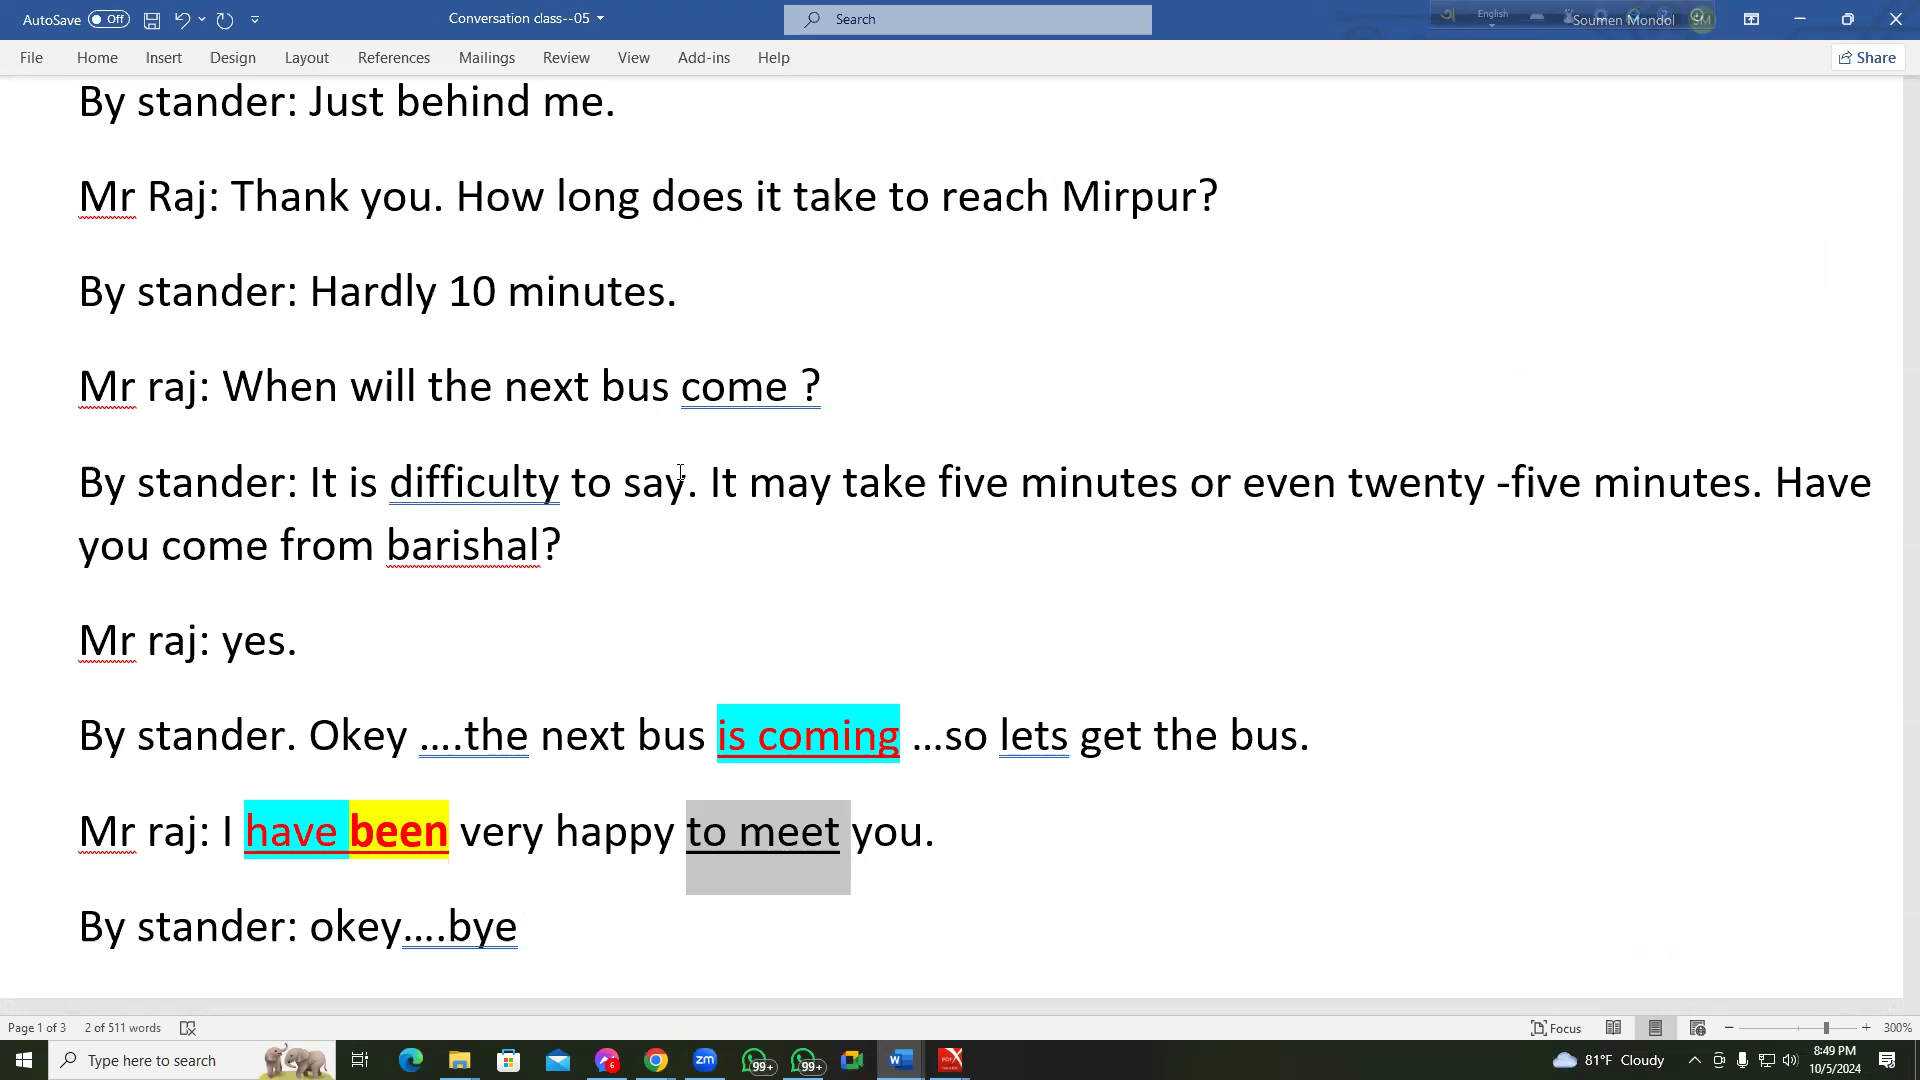 AutoSave Off Conversation class--05 Search English Soumen Mondol SM
File Home Insert Design Layout References Mailings Review View Add-ins Help Share
By stander: Just behind me.
Mr Raj: Thank you. How long does it take to reach Mirpur?
By stander: Hardly 10 minutes.
Mr raj: When will the next bus come ?
By stander: It is difficulty to say. It may take five minutes or even twenty -five minutes. Have
you come from barishal?
Mr raj: yes.
By stander. Okey ….the next bus is coming …so lets get the bus.
Mr raj: I have been very happy to meet you.
By stander: okey….bye
Page 1 of 3 2 of 511 words Focus 300%
Type here to search 6 zm 99+ 99+ W PDF 81°F Cloudy 8:49 PM
10/5/2024